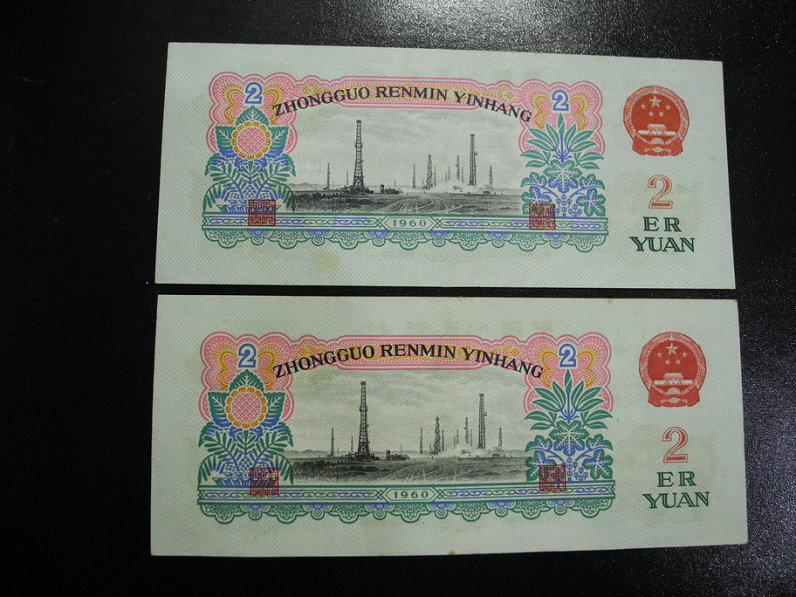 2 ZHONGGUO RENMIN YINHANG 2
1960
2
ER
YUAN
2 ZHONGGUO RENMIN YINHANG 2
1960
2
ER
YUAN